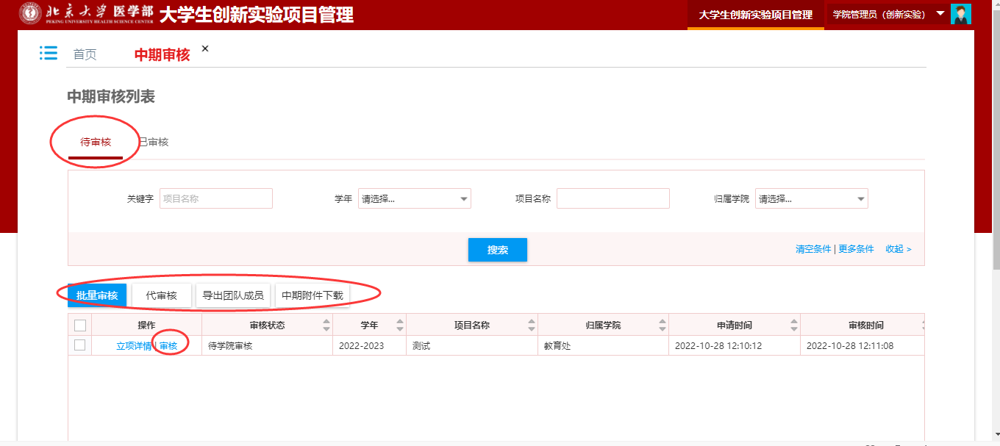 北京大学 医学部 大学生创新实验项目管理 大学生创新实验项目管理 学院管理员（创新实验）
PEKING UNIVERSITY HEALTH SCIENCE CENTER
首页 中期审核 ×
中期审核列表
待审核 已审核
关键字 项目名称 学年 请选择... 项目名称 归属学院 请选择...
搜索 清空条件 | 更多条件 收起 >
批量审核 代审核 导出团队成员 中期附件下载
操作 审核状态 学年 项目名称 归属学院 申请时间 审核时间
立项详情 | 审核 待学院审核 2022-2023 测试 教育处 2022-10-28 12:10:12 2022-10-28 12:11:08